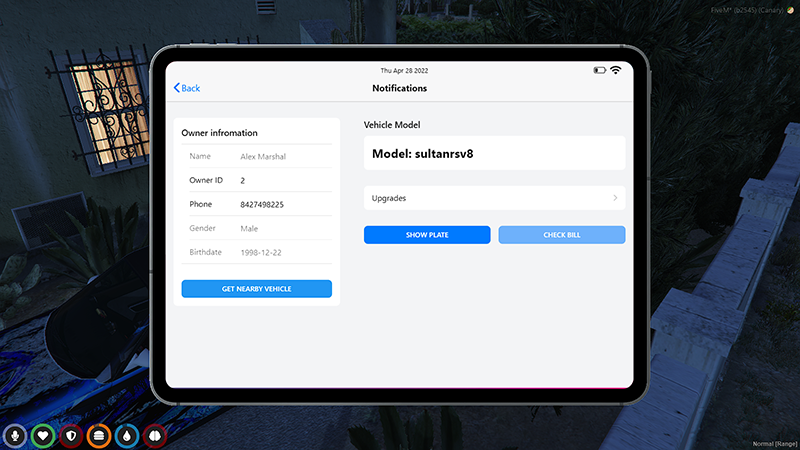 FiveM* (b2545) (Canary)
Thu Apr 28 2022
Back
Notifications
Owner infromation
Name Alex Marshal
Owner ID 2
Phone 8427498225
Gender Male
Birthdate 1998-12-22
GET NEARBY VEHICLE
Vehicle Model
Model: sultanrsv8
Upgrades
SHOW PLATE
CHECK BILL
Normal [Range]